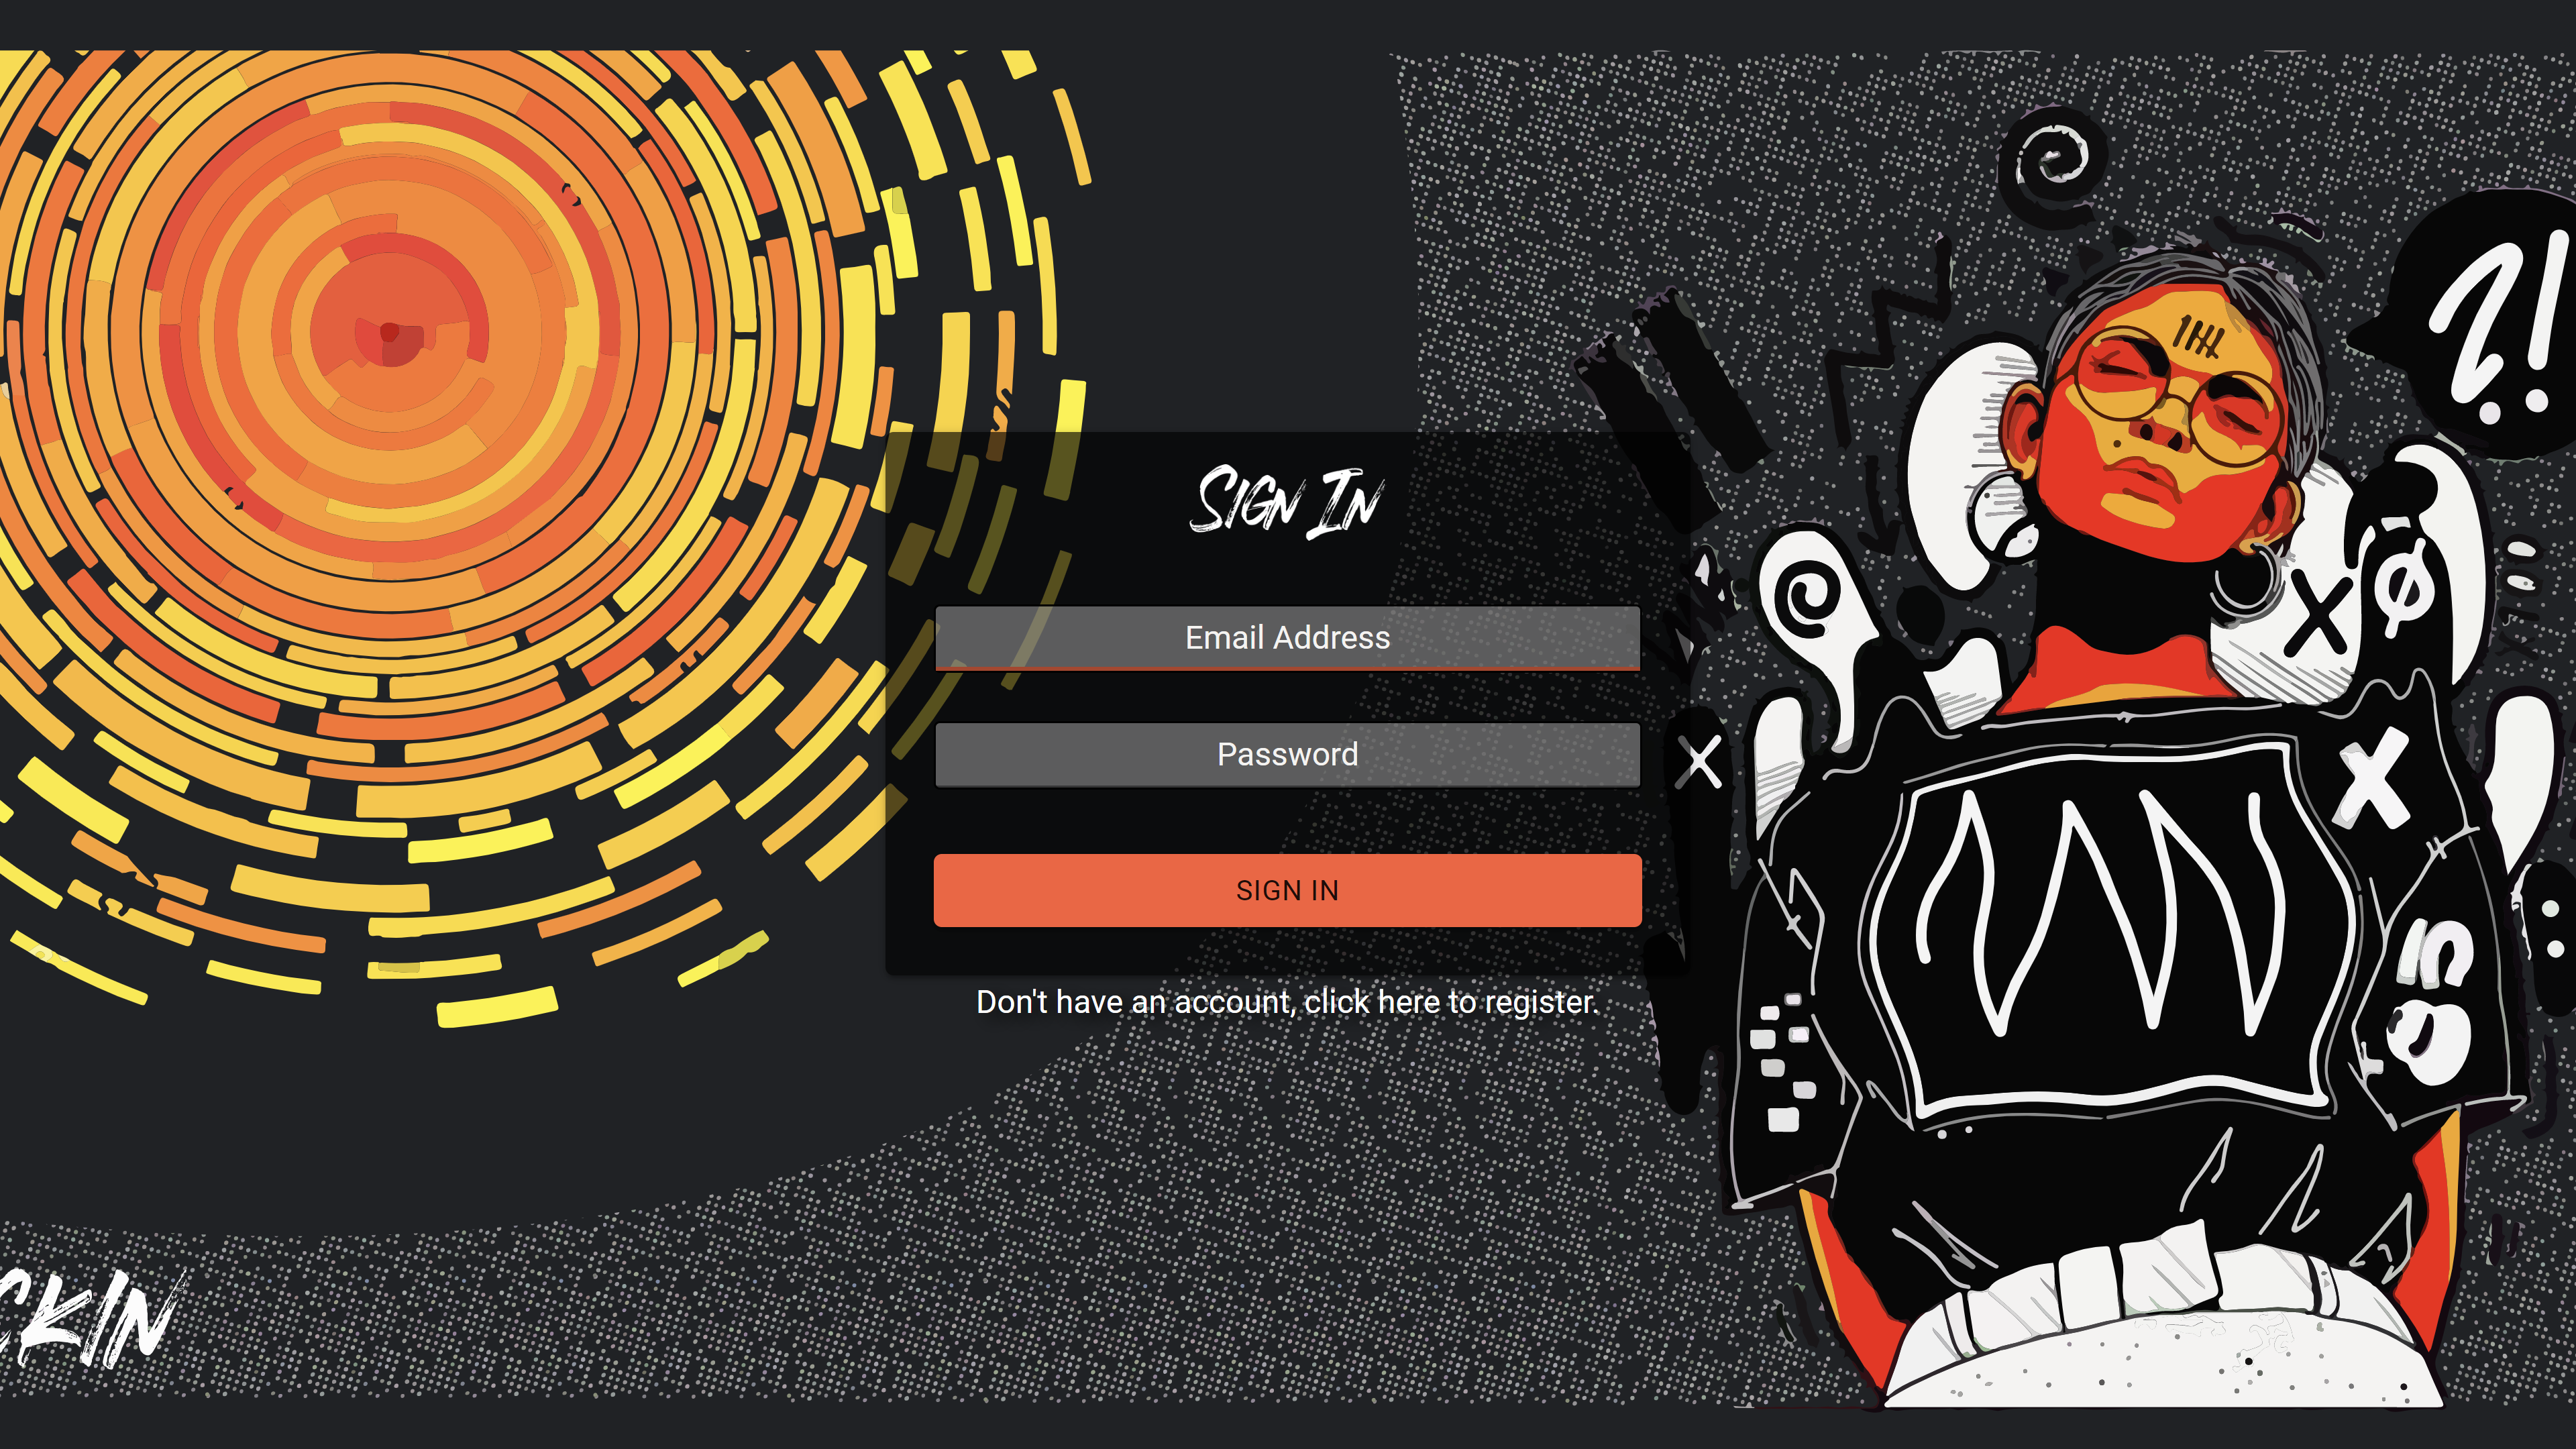 ?!
Sign In
Email Address
Password
SIGN IN
Don't have an account, click here to register.
CKIN